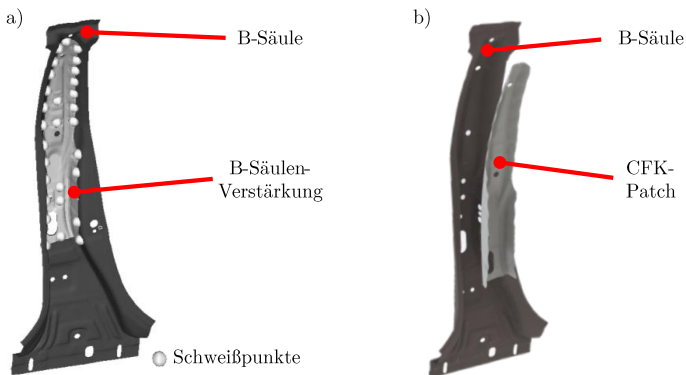 a)
B-Säule
B-Säulen-
Verstärkung
Schweißpunkte
b)
B-Säule
CFK-
Patch